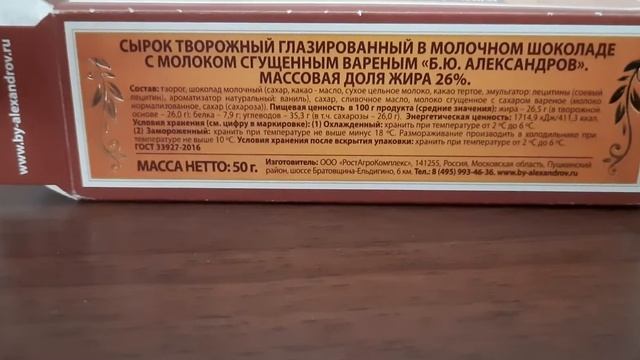 www.by-alexandrov.ru
СЫРОК ТВОРОЖНЫЙ ГЛАЗИРОВАННЫЙ В МОЛОЧНОМ ШОКОЛАДЕ
С МОЛОКОМ СГУЩЕННЫМ ВАРЕНЫМ «Б.Ю. АЛЕКСАНДРОВ».
МАССОВАЯ ДОЛЯ ЖИРА 26%.
Состав: творог, шоколад молочный (сахар, какао - масло, сухое цельное молоко, какао тертое, эмульгатор: лецитины (соевый
лецитин), ароматизатор натуральный: ваниль), сахар, сливочное масло, молоко сгущенное с сахаром вареное (молоко
нормализованное, сахар (сахароза)). Пищевая ценность в 100 г продукта (средние значения): жира – 26,5 г (в творожной
основе – 26,0 г); белка – 7,9 г; углеводов – 35,3 г (в т.ч. сахарозы – 26,0 г). Энергетическая ценность: 1714,9 кДж/411,3 ккал.
Условия хранения (см. цифру в маркировке): (1) Охлажденный: хранить при температуре от 2 ºС до 6 ºС.
(2) Замороженный: хранить при температуре не выше минус 18 ºС. Размораживание производить в холодильнике при
температуре не выше 10 ºС. Условия хранения после вскрытия упаковки: хранить при температуре от 2 ºС до 6 ºС.
ГОСТ 33927-2016
МАССА НЕТТО: 50 г.
Изготовитель: ООО «РостАгроКомплекс», 141255, Россия, Московская область, Пушкинский
район, шоссе Братовщина-Ельдигино, 6 км. Тел.: 8 (495) 993-46-36. www.by-alexandrov.ru